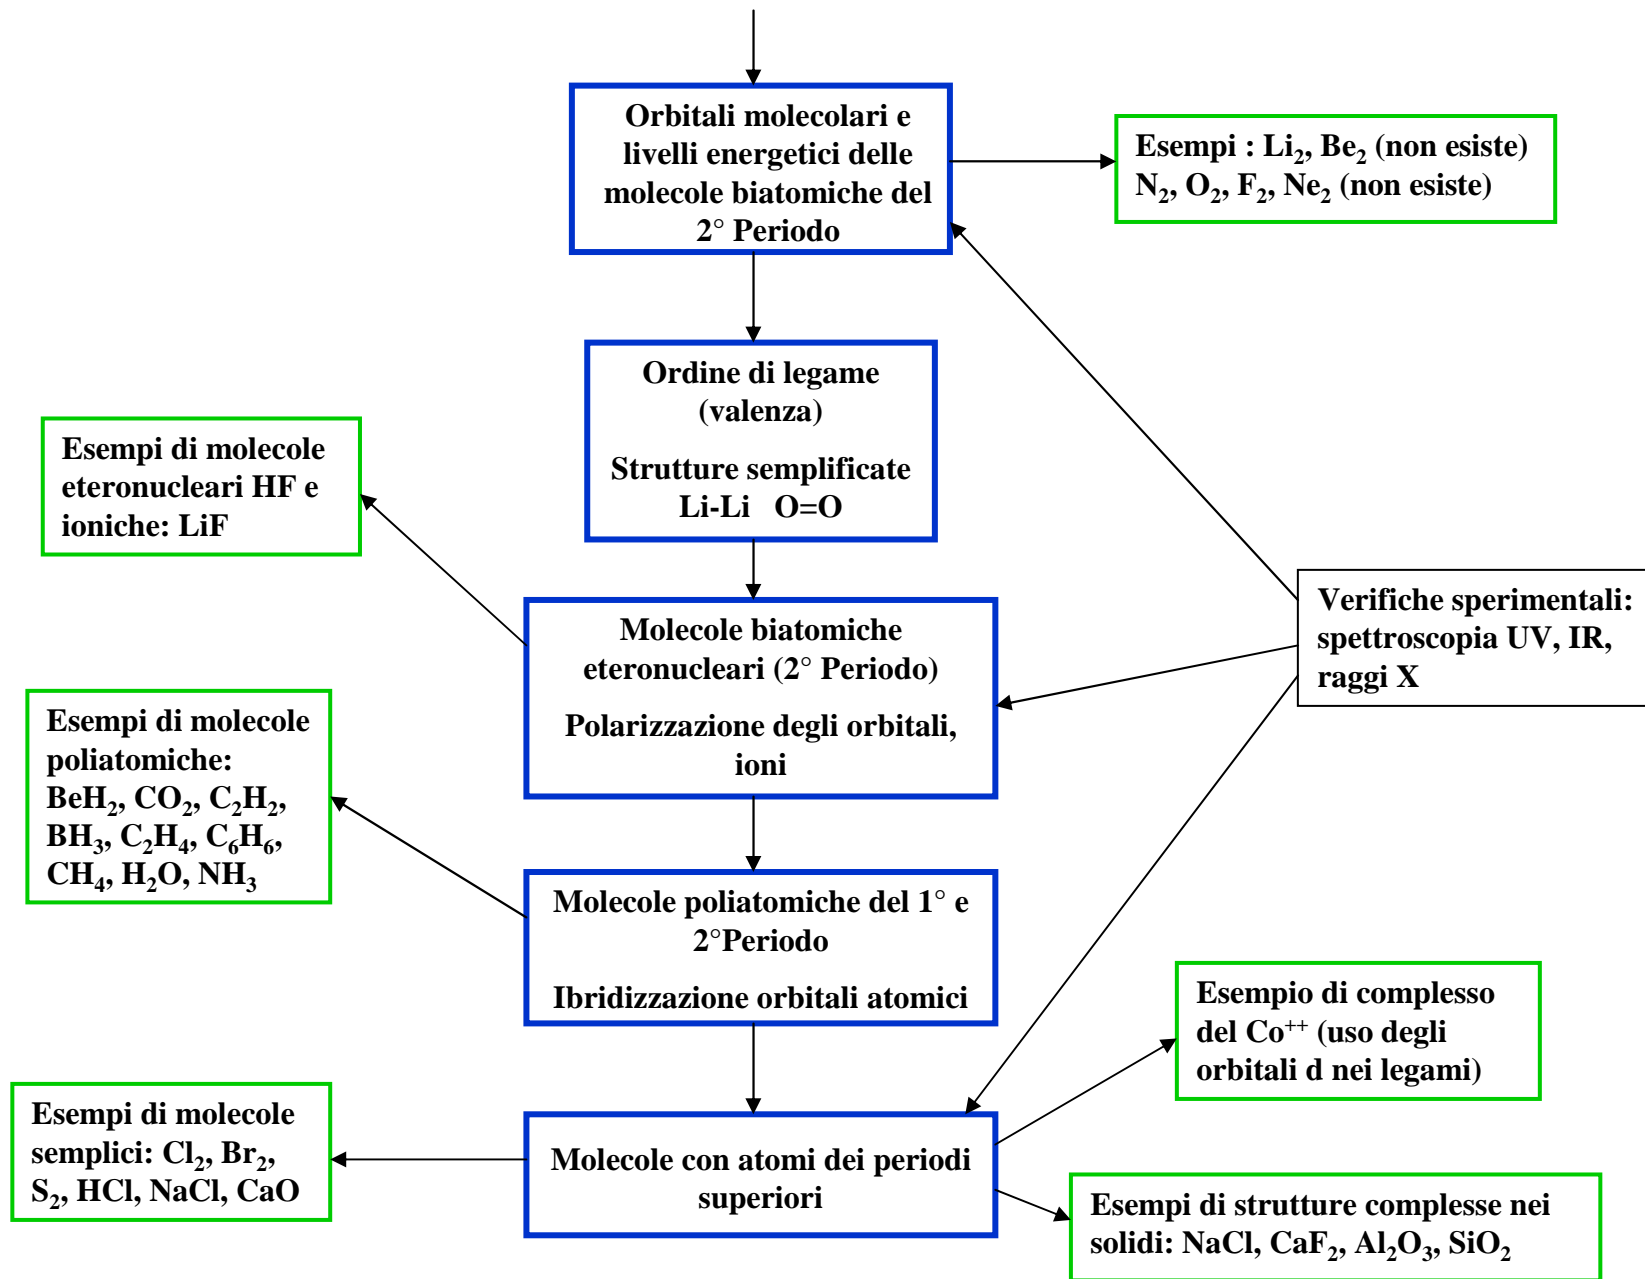 Orbitali molecolari e
livelli energetici delle
molecole biatomiche del
2° Periodo
Esempi : Li₂, Be₂ (non esiste)
N₂, O₂, F₂, Ne₂ (non esiste)
Ordine di legame
(valenza)
Strutture semplificate
Li-Li O=O
Esempi di molecole
eteronucleari HF e
ioniche: LiF
Molecole biatomiche
eteronucleari (2° Periodo)
Polarizzazione degli orbitali,
ioni
Verifiche sperimentali:
spettroscopia UV, IR,
raggi X
Esempi di molecole
poliatomiche:
BeH₂, CO₂, C₂H₂,
BH₃, C₂H₄, C₆H₆,
CH₄, H₂O, NH₃
Molecole poliatomiche del 1° e
2°Periodo
Ibridizzazione orbitali atomici
Esempio di complesso
del Co⁺⁺ (uso degli
orbitali d nei legami)
Esempi di molecole
semplici: Cl₂, Br₂,
S₂, HCl, NaCl, CaO
Molecole con atomi dei periodi
superiori
Esempi di strutture complesse nei
solidi: NaCl, CaF₂, Al₂O₃, SiO₂